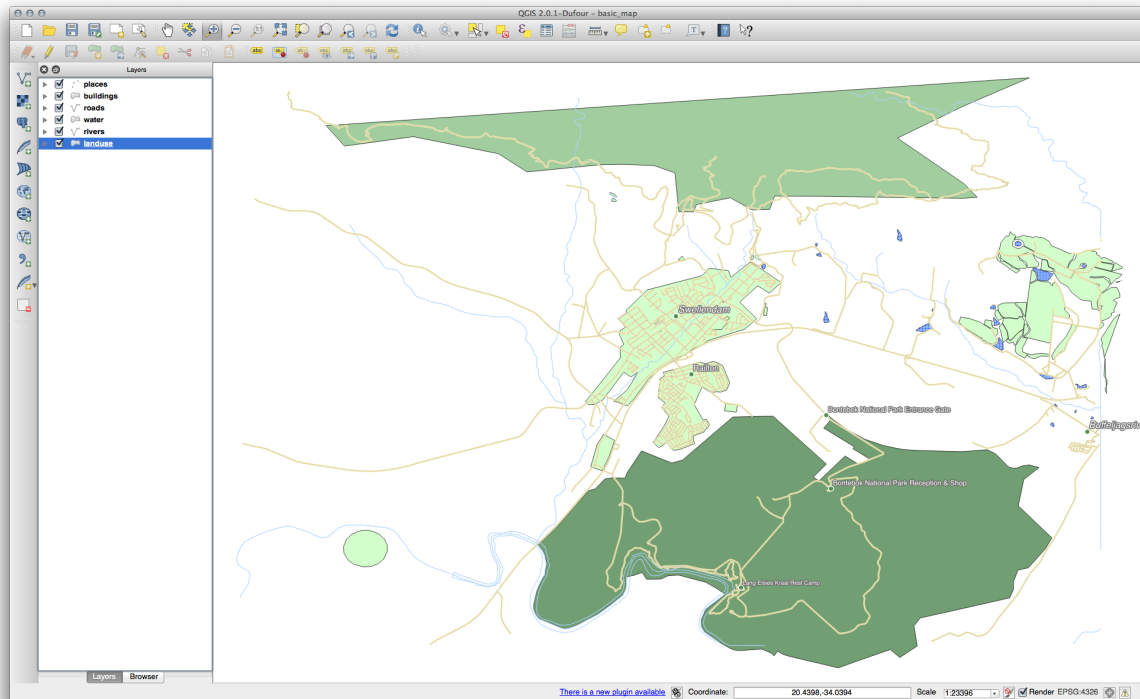 QGIS 2.0.1-Dufour – basic_map
Layers
places
buildings
roads
water
rivers
landuse
Swellendam
Railton
Bontebok National Park Entrance Gate
Bontebok National Park Reception & Shop
Lang Elsies Kraal Rest Camp
Layers
Browser
There is a new plugin available
Coordinate:
20.4398,-34.0394
Scale
1:23396
Render
EPSG:4326